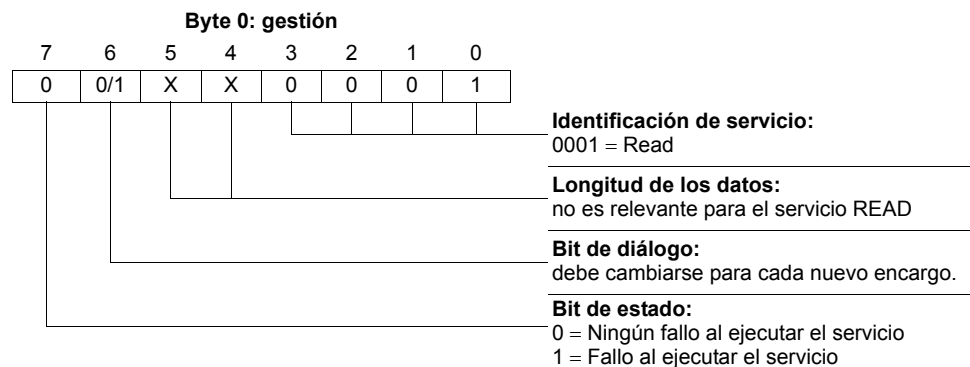 Byte 0: gestión
7 6 5 4 3 2 1 0
0 0/1 X X 0 0 0 1
Identificación de servicio:
0001 = Read
Longitud de los datos:
no es relevante para el servicio READ
Bit de diálogo:
debe cambiarse para cada nuevo encargo.
Bit de estado:
0 = Ningún fallo al ejecutar el servicio
1 = Fallo al ejecutar el servicio